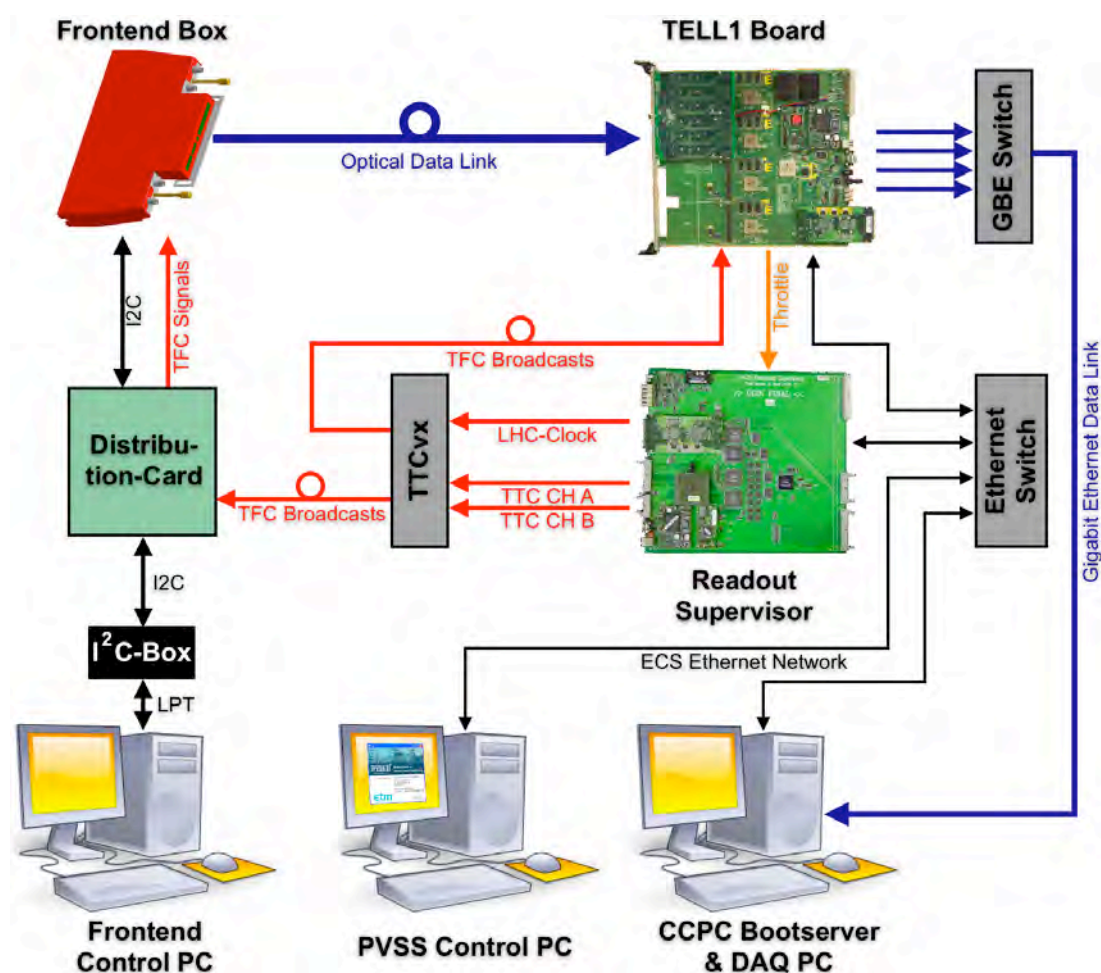 Frontend Box
TELL1 Board
Optical Data Link
GBE Switch
I2C
TFC Signals
TFC Broadcasts
Throttle
Gigabit Ethernet Data Link
Distribu-
tion-Card
TTCvx
LHC-Clock
TTC CH A
TTC CH B
TFC Broadcasts
Ethernet
Switch
Readout
Supervisor
I2C
I²C-Box
LPT
ECS Ethernet Network
Frontend
Control PC
PVSS Control PC
CCPC Bootserver
& DAQ PC